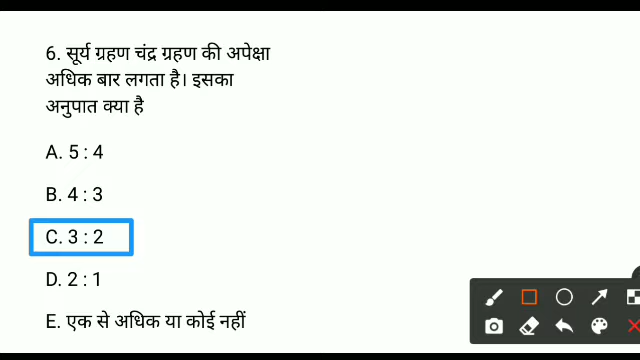 6. सूर्य ग्रहण चंद्र ग्रहण की अपेक्षा
अधिक बार लगता है। इसका
अनुपात क्या है
A. 5 : 4
B. 4 : 3
C. 3 : 2
D. 2 : 1
E. एक से अधिक या कोई नहीं